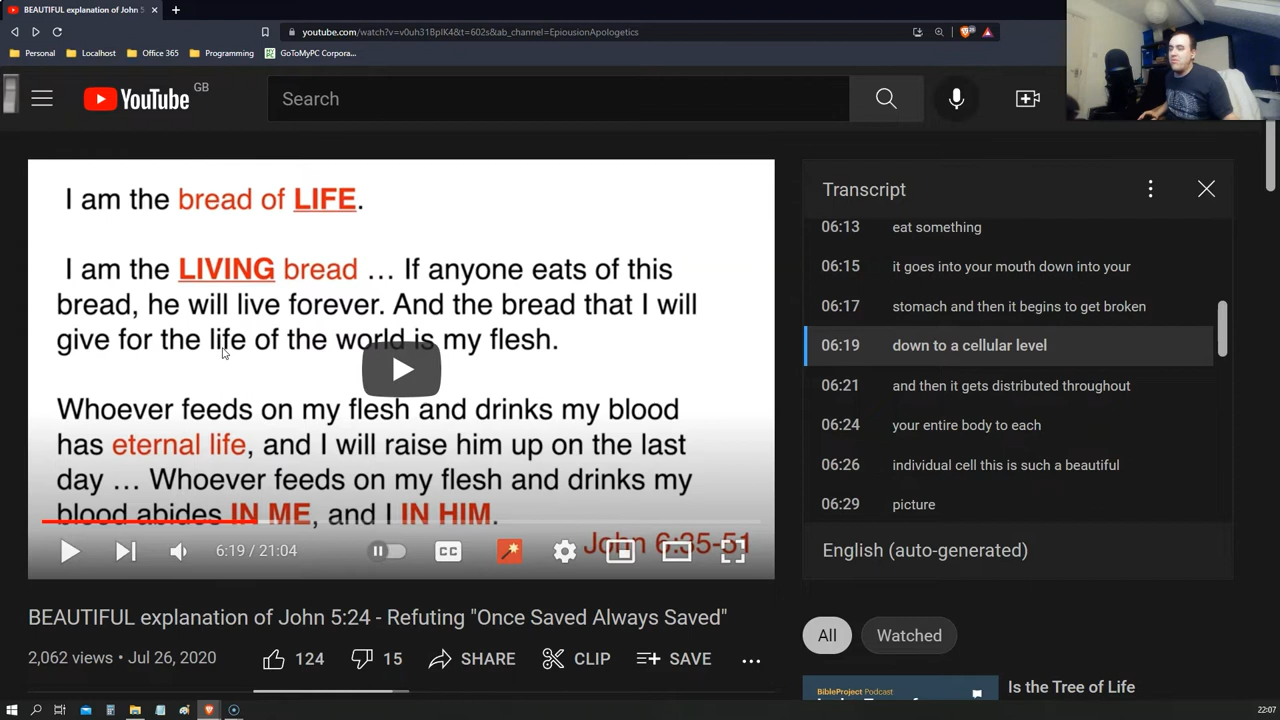 BEAUTIFUL explanation of John 5
youtube.com/watch?v=v0uh31BpIK4&t=602s&ab_channel=EpiousionApologetics
Personal
Localhost
Office 365
Programming
GoToMyPC Corpora...
YouTube
GB
Search
I am the bread of LIFE.
I am the LIVING bread … If anyone eats of this
bread, he will live forever. And the bread that I will
give for the life of the world is my flesh.
Whoever feeds on my flesh and drinks my blood
has eternal life, and I will raise him up on the last
day … Whoever feeds on my flesh and drinks my
blood abides IN ME, and I IN HIM.
John 6:35-51
6:19 / 21:04
CC
Transcript
06:13 eat something
06:15 it goes into your mouth down into your
06:17 stomach and then it begins to get broken
06:19 down to a cellular level
06:21 and then it gets distributed throughout
06:24 your entire body to each
06:26 individual cell this is such a beautiful
06:29 picture
English (auto-generated)
BEAUTIFUL explanation of John 5:24 - Refuting "Once Saved Always Saved"
2,062 views • Jul 26, 2020
124
15
SHARE
CLIP
SAVE
All
Watched
BibleProject Podcast
Is the Tree of Life
22:07